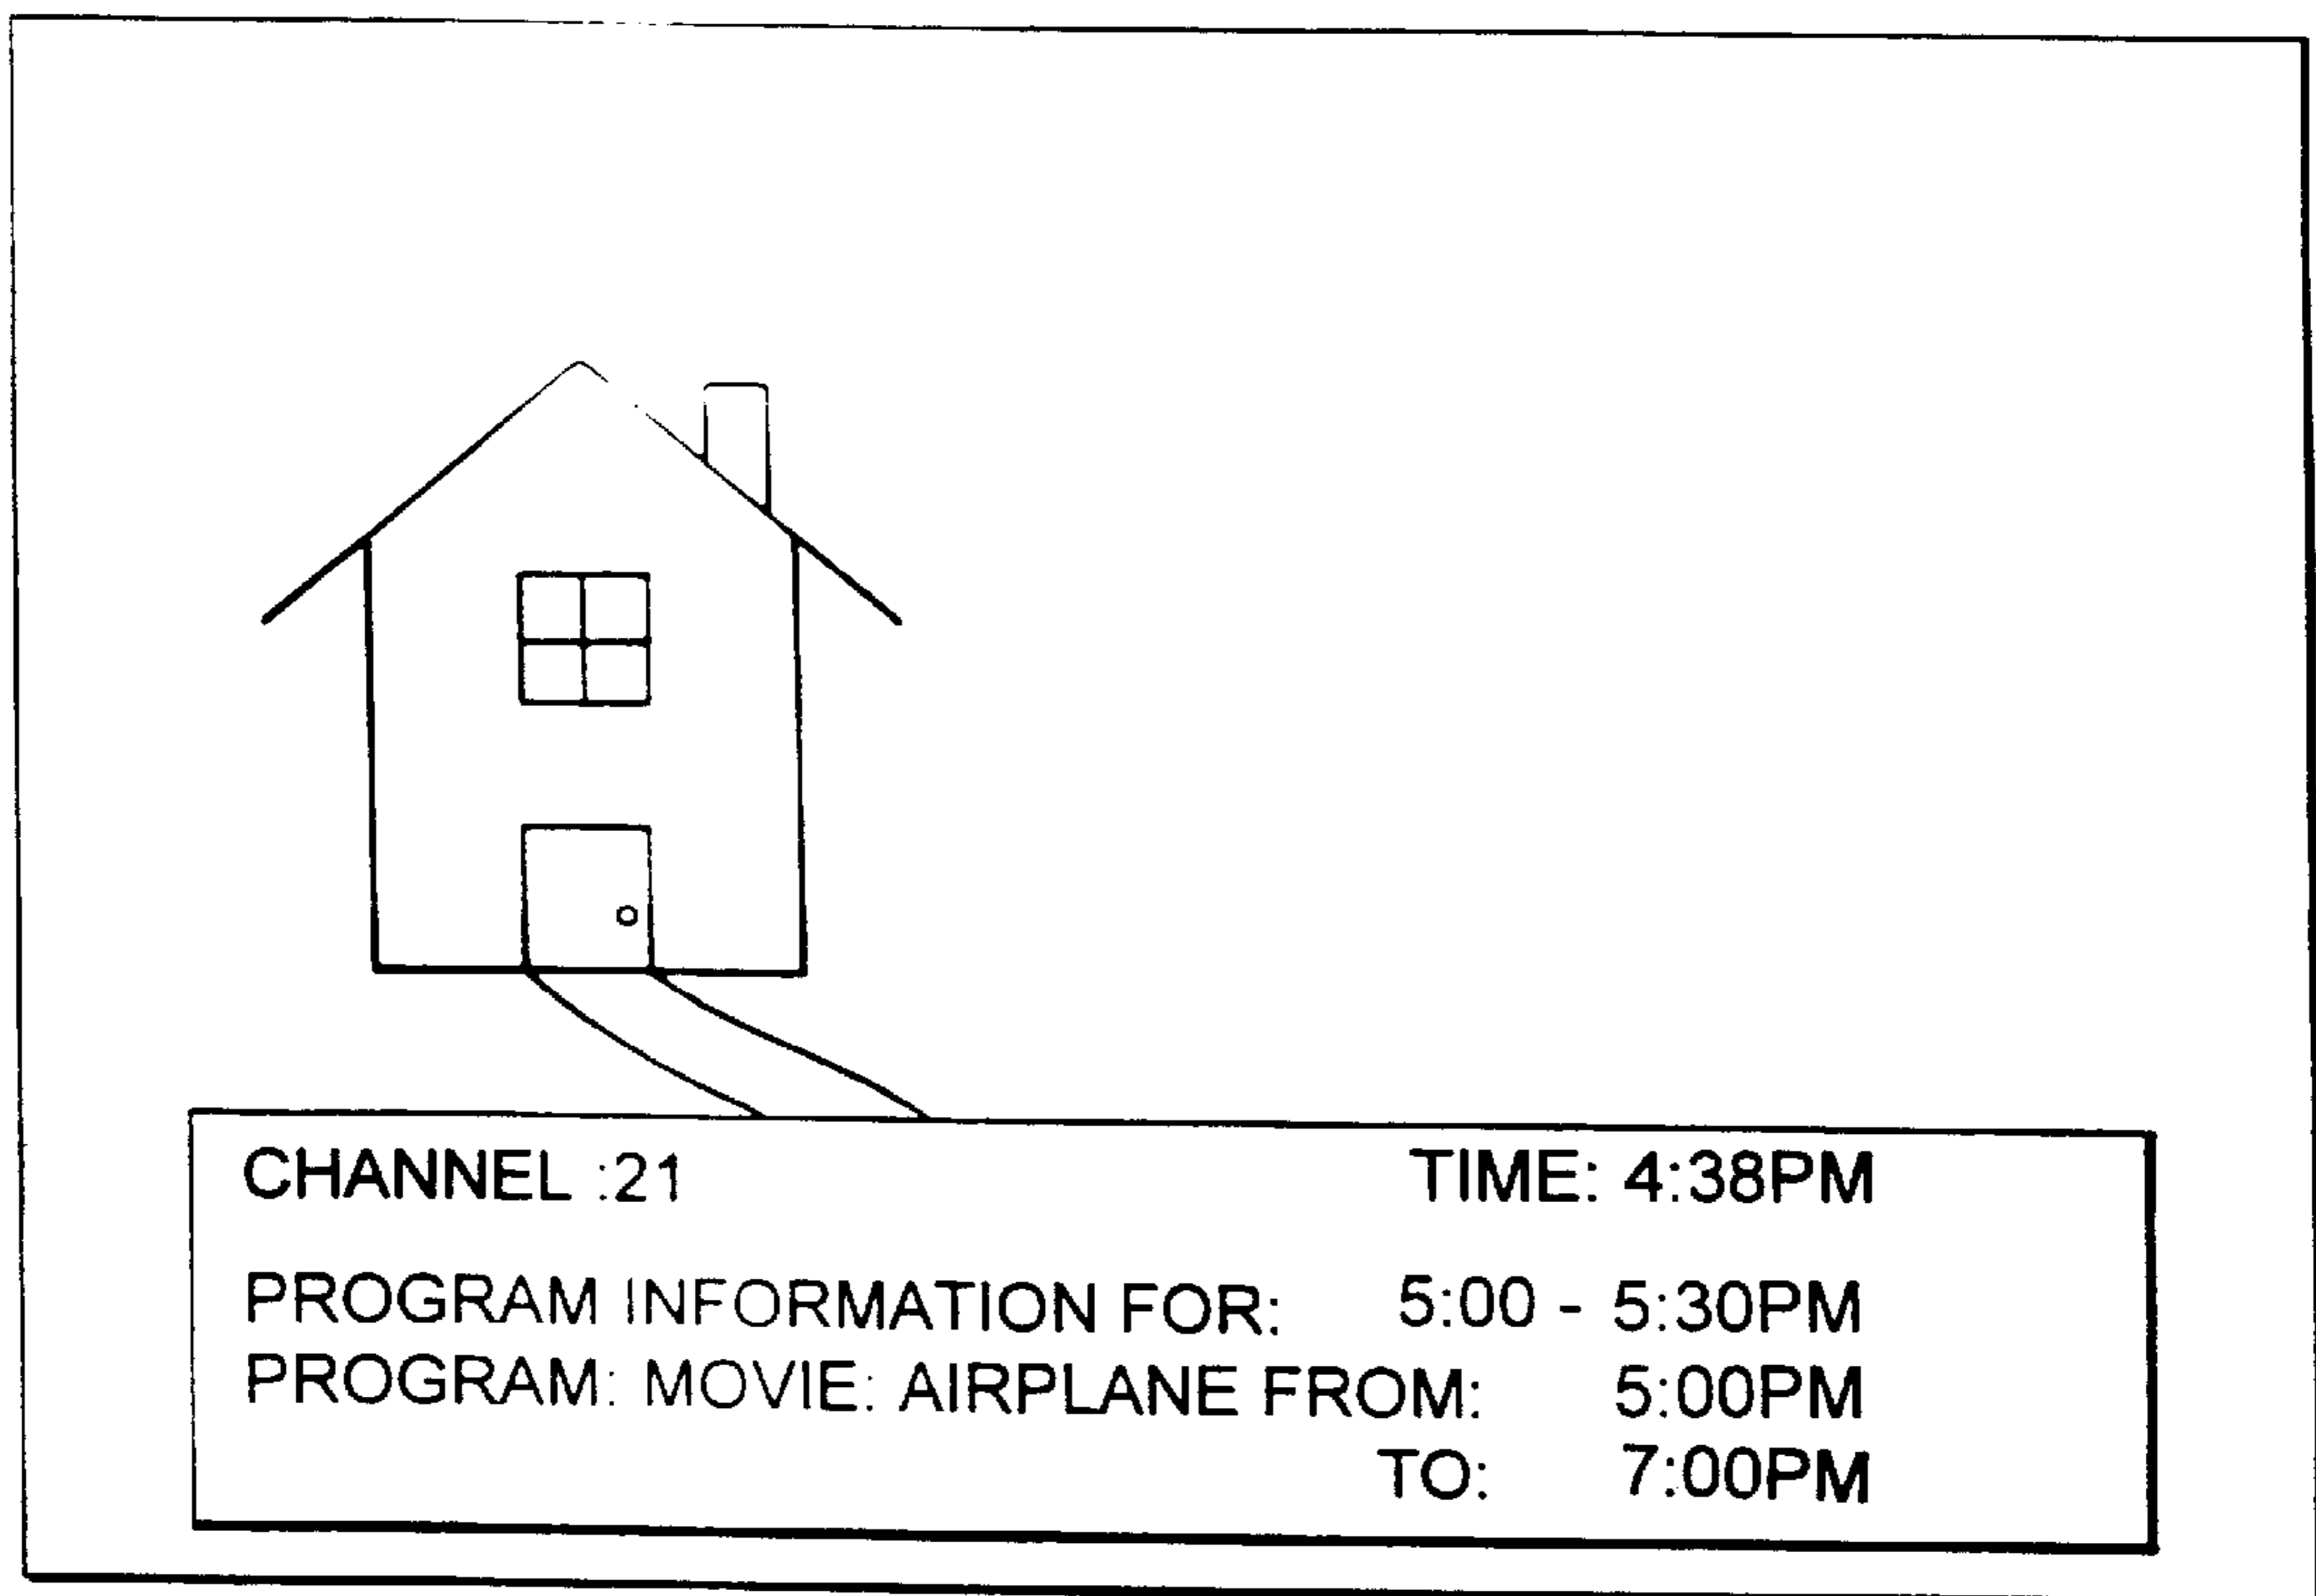 CHANNEL :21 TIME: 4:38PM
PROGRAM INFORMATION FOR: 5:00 - 5:30PM
PROGRAM: MOVIE: AIRPLANE FROM: 5:00PM
TO: 7:00PM